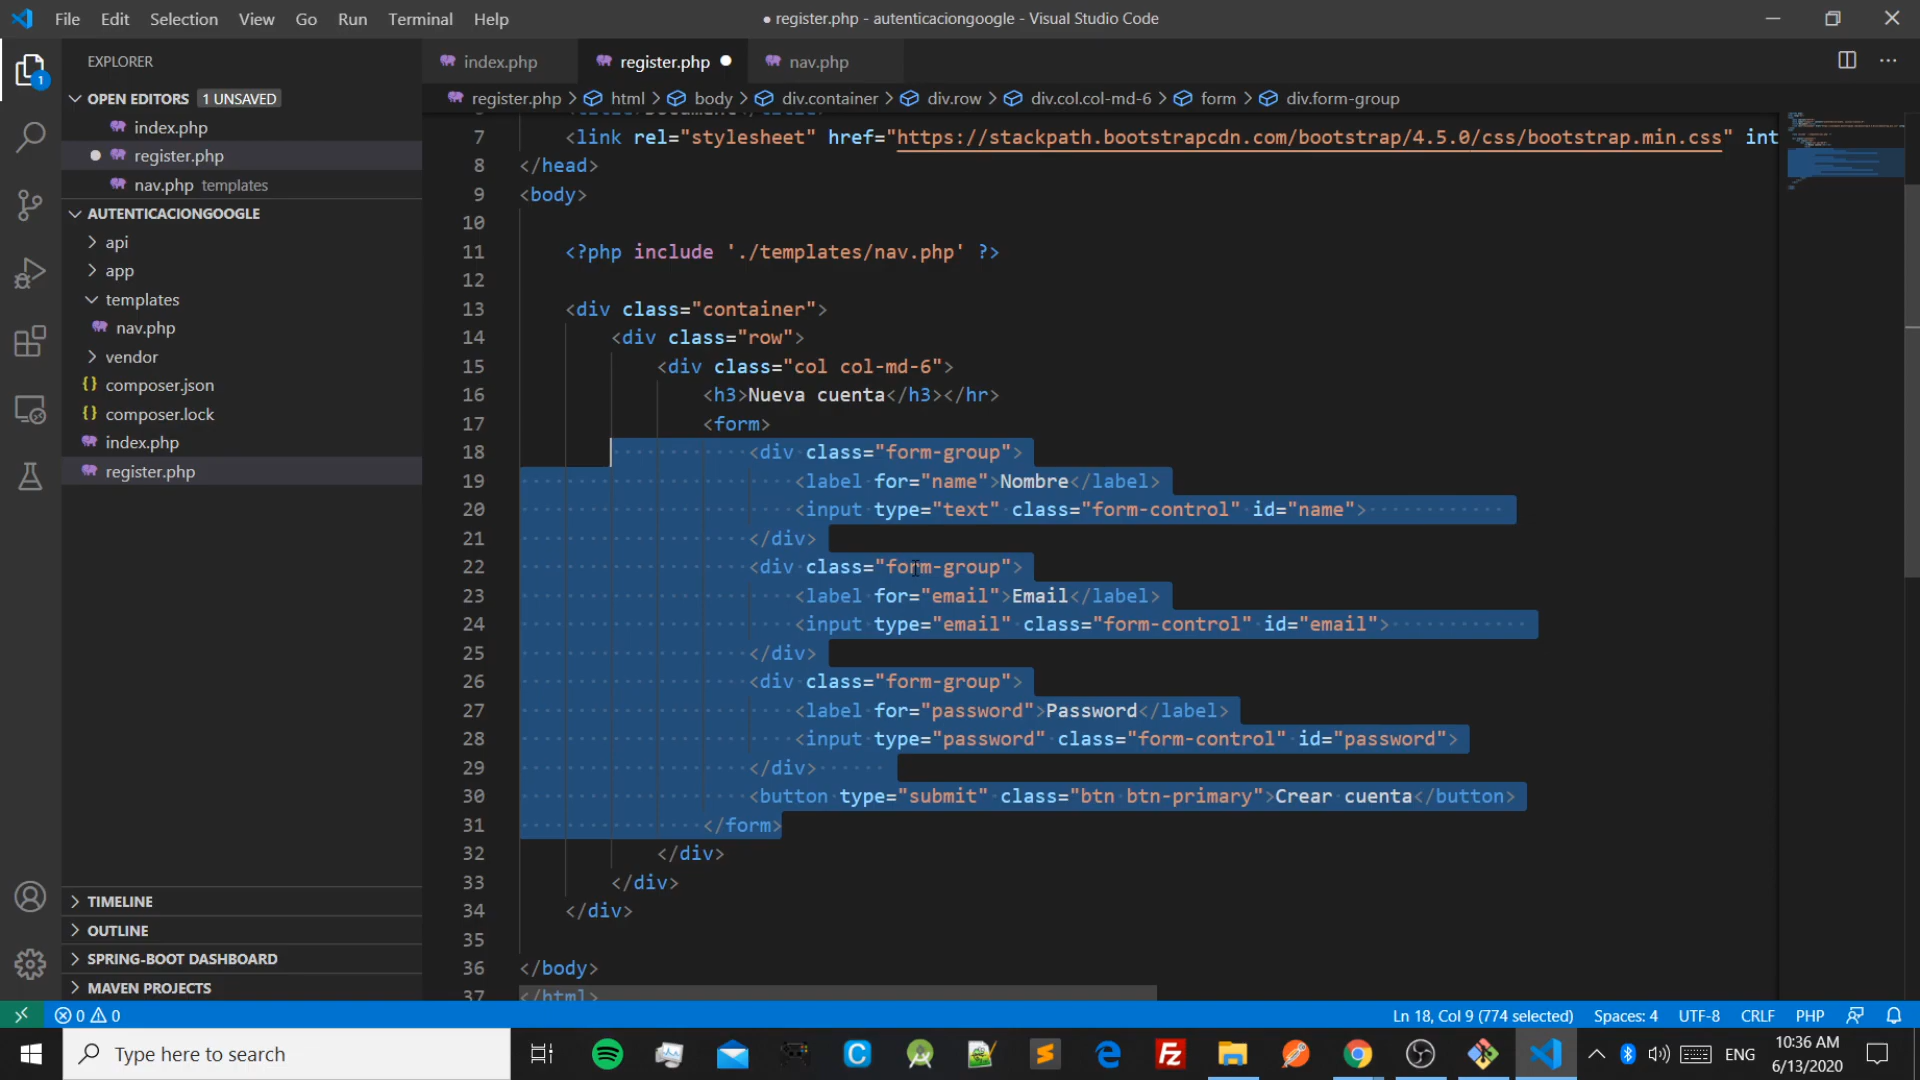 File Edit Selection View Go Run Terminal Help
● register.php - autenticaciongoogle - Visual Studio Code
EXPLORER
OPEN EDITORS 1 UNSAVED
index.php
register.php
nav.php templates
AUTENTICACIONGOOGLE
api
app
templates
nav.php
vendor
composer.json
composer.lock
index.php
register.php
TIMELINE
OUTLINE
SPRING-BOOT DASHBOARD
MAVEN PROJECTS
index.php register.php nav.php
register.php > html > body > div.container > div.row > div.col.col-md-6 > form > div.form-group
7 <link rel="stylesheet" href="https://stackpath.bootstrapcdn.com/bootstrap/4.5.0/css/bootstrap.min.css" int
8 </head>
9 <body>
10
11 <?php include './templates/nav.php' ?>
12
13 <div class="container">
14 <div class="row">
15 <div class="col col-md-6">
16 <h3>Nueva cuenta</h3></hr>
17 <form>
18 <div class="form-group">
19 <label for="name">Nombre</label>
20 <input type="text" class="form-control" id="name">
21 </div>
22 <div class="form-group">
23 <label for="email">Email</label>
24 <input type="email" class="form-control" id="email">
25 </div>
26 <div class="form-group">
27 <label for="password">Password</label>
28 <input type="password" class="form-control" id="password">
29 </div>
30 <button type="submit" class="btn btn-primary">Crear cuenta</button>
31 </form>
32 </div>
33 </div>
34 </div>
35
36 </body>
37 </html>
0 0 Ln 18, Col 9 (774 selected) Spaces: 4 UTF-8 CRLF PHP
Type here to search
ENG
10:36 AM
6/13/2020